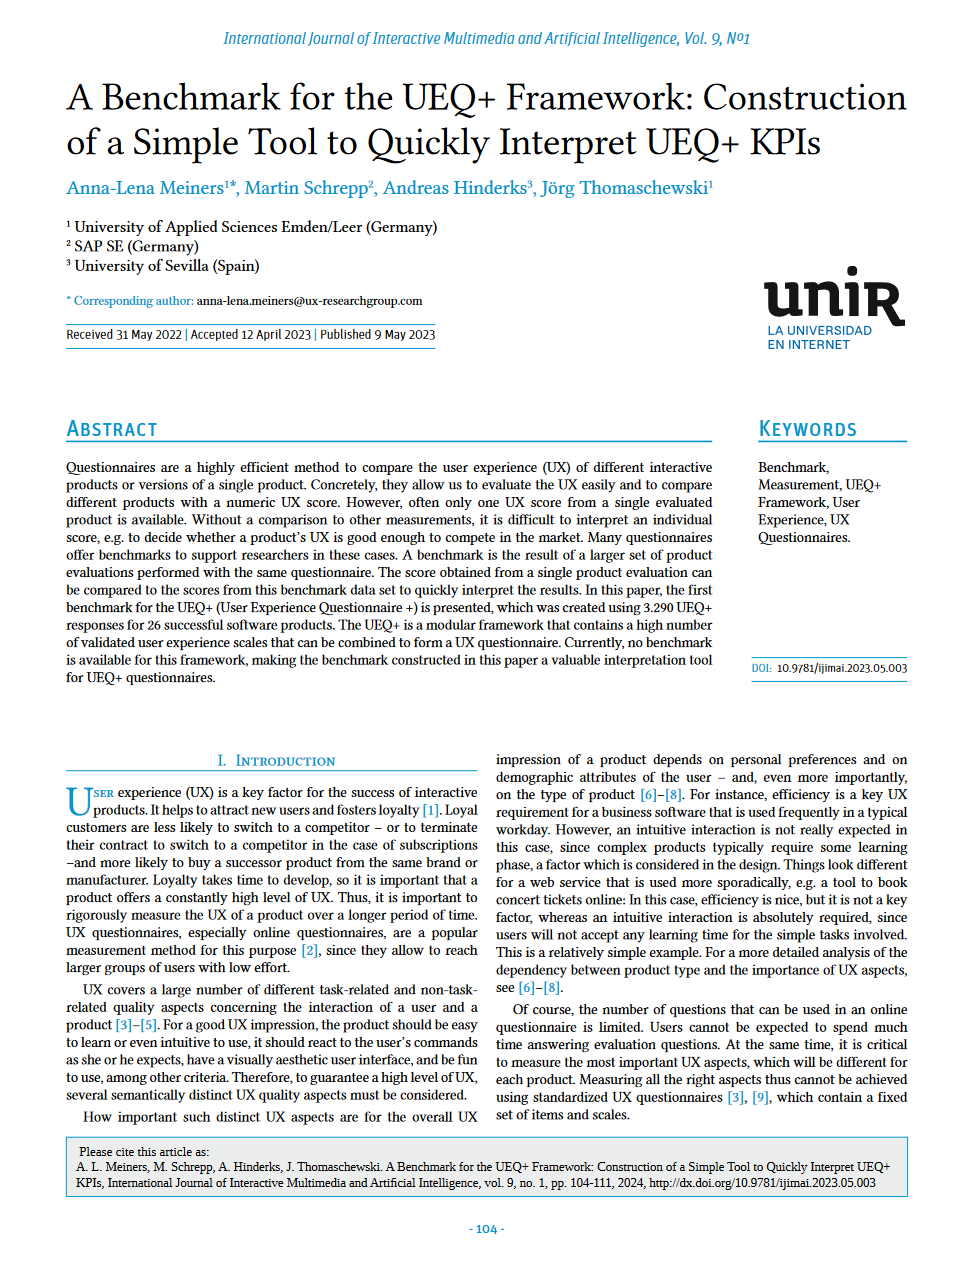 International Journal of Interactive Multimedia and Artificial Intelligence, Vol. 9, Nº1
A Benchmark for the UEQ+ Framework: Construction
of a Simple Tool to Quickly Interpret UEQ+ KPIs
Anna-Lena Meiners1*, Martin Schrepp2, Andreas Hinderks3, Jörg Thomaschewski1
1 University of Applied Sciences Emden/Leer (Germany)
2 SAP SE (Germany)
3 University of Sevilla (Spain)
* Corresponding author: anna-lena.meiners@ux-researchgroup.com
Received 31 May 2022 | Accepted 12 April 2023 | Published 9 May 2023
uniR
LA UNIVERSIDAD
EN INTERNET
Abstract
Questionnaires are a highly efficient method to compare the user experience (UX) of different interactive
products or versions of a single product. Concretely, they allow us to evaluate the UX easily and to compare
different products with a numeric UX score. However, often only one UX score from a single evaluated
product is available. Without a comparison to other measurements, it is difficult to interpret an individual
score, e.g. to decide whether a product's UX is good enough to compete in the market. Many questionnaires
offer benchmarks to support researchers in these cases. A benchmark is the result of a larger set of product
evaluations performed with the same questionnaire. The score obtained from a single product evaluation can
be compared to the scores from this benchmark data set to quickly interpret the results. In this paper, the first
benchmark for the UEQ+ (User Experience Questionnaire +) is presented, which was created using 3.290 UEQ+
responses for 26 successful software products. The UEQ+ is a modular framework that contains a high number
of validated user experience scales that can be combined to form a UX questionnaire. Currently, no benchmark
is available for this framework, making the benchmark constructed in this paper a valuable interpretation tool
for UEQ+ questionnaires.
Keywords
Benchmark,
Measurement, UEQ+
Framework, User
Experience, UX
Questionnaires.
DOI: 10.9781/ijimai.2023.05.003
I. Introduction
User experience (UX) is a key factor for the success of interactive
products. It helps to attract new users and fosters loyalty [1]. Loyal
customers are less likely to switch to a competitor – or to terminate
their contract to switch to a competitor in the case of subscriptions
–and more likely to buy a successor product from the same brand or
manufacturer. Loyalty takes time to develop, so it is important that a
product offers a constantly high level of UX. Thus, it is important to
rigorously measure the UX of a product over a longer period of time.
UX questionnaires, especially online questionnaires, are a popular
measurement method for this purpose [2], since they allow to reach
larger groups of users with low effort.
UX covers a large number of different task-related and non-task-
related quality aspects concerning the interaction of a user and a
product [3]–[5]. For a good UX impression, the product should be easy
to learn or even intuitive to use, it should react to the user's commands
as she or he expects, have a visually aesthetic user interface, and be fun
to use, among other criteria. Therefore, to guarantee a high level of UX,
several semantically distinct UX quality aspects must be considered.
How important such distinct UX aspects are for the overall UX
impression of a product depends on personal preferences and on
demographic attributes of the user – and, even more importantly,
on the type of product [6]–[8]. For instance, efficiency is a key UX
requirement for a business software that is used frequently in a typical
workday. However, an intuitive interaction is not really expected in
this case, since complex products typically require some learning
phase, a factor which is considered in the design. Things look different
for a web service that is used more sporadically, e.g. a tool to book
concert tickets online: In this case, efficiency is nice, but it is not a key
factor, whereas an intuitive interaction is absolutely required, since
users will not accept any learning time for the simple tasks involved.
This is a relatively simple example. For a more detailed analysis of the
dependency between product type and the importance of UX aspects,
see [6]–[8].
Of course, the number of questions that can be used in an online
questionnaire is limited. Users cannot be expected to spend much
time answering evaluation questions. At the same time, it is critical
to measure the most important UX aspects, which will be different for
each product. Measuring all the right aspects thus cannot be achieved
using standardized UX questionnaires [3], [9], which contain a fixed
set of items and scales.
Please cite this article as:
A. L. Meiners, M. Schrepp, A. Hinderks, J. Thomaschewski. A Benchmark for the UEQ+ Framework: Construction of a Simple Tool to Quickly Interpret UEQ+
KPIs, International Journal of Interactive Multimedia and Artificial Intelligence, vol. 9, no. 1, pp. 104-111, 2024, http://dx.doi.org/10.9781/ijimai.2023.05.003
- 104 -